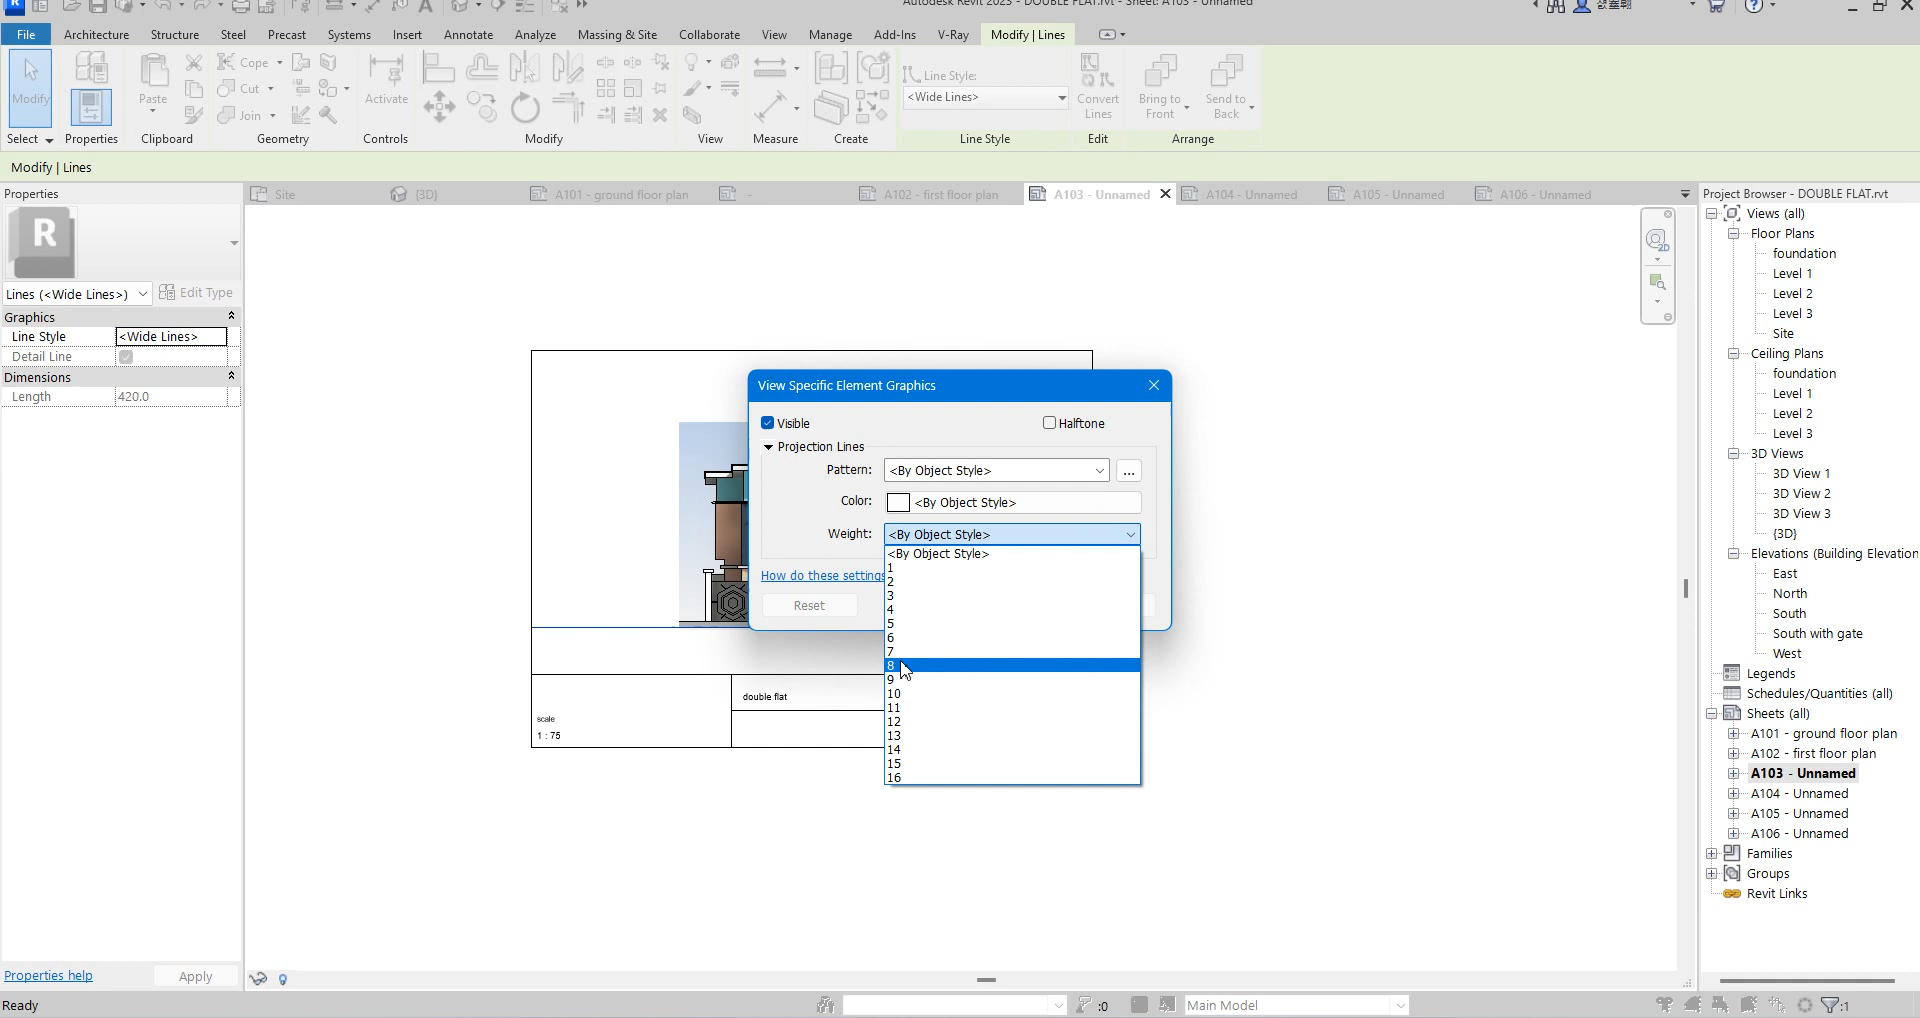 Autodesk Revit 2023 - DOUBLE FLAT.rvt - Sheet: A103 - Unnamed
File Architecture Structure Steel Precast Systems Insert Annotate Analyze Massing & Site Collaborate View Manage Add-Ins V-Ray Modify | Lines
Modify
Paste
Cope
Cut
Join
Activate
Line Style:
<Wide Lines>
Convert
Lines
Bring to
Front
Send to
Back
Select Properties Clipboard Geometry Controls Modify View Measure Create Line Style Edit Arrange
Modify | Lines
Properties
Site {3D} A101 - ground floor plan - A102 - first floor plan A103 - Unnamed A104 - Unnamed A105 - Unnamed A106 - Unnamed
R
Lines (<Wide Lines>) Edit Type
Graphics
Line Style <Wide Lines>
Detail Line
Dimensions
Length 420.0
Properties help Apply
2D
View Specific Element Graphics
Visible Halftone
Projection Lines
Pattern: <By Object Style> ...
Color: <By Object Style>
Weight: <By Object Style>
<By Object Style>
1
2
3
4
5
6
7
8
9
10
11
12
13
14
15
16
How do these settings
Reset
double flat
scale
1 : 75
Project Browser - DOUBLE FLAT.rvt
Views (all)
Floor Plans
foundation
Level 1
Level 2
Level 3
Site
Ceiling Plans
foundation
Level 1
Level 2
Level 3
3D Views
3D View 1
3D View 2
3D View 3
{3D}
Elevations (Building Elevation
East
North
South
South with gate
West
Legends
Schedules/Quantities (all)
Sheets (all)
A101 - ground floor plan
A102 - first floor plan
A103 - Unnamed
A104 - Unnamed
A105 - Unnamed
A106 - Unnamed
Families
Groups
Revit Links
Ready :0 Main Model :1